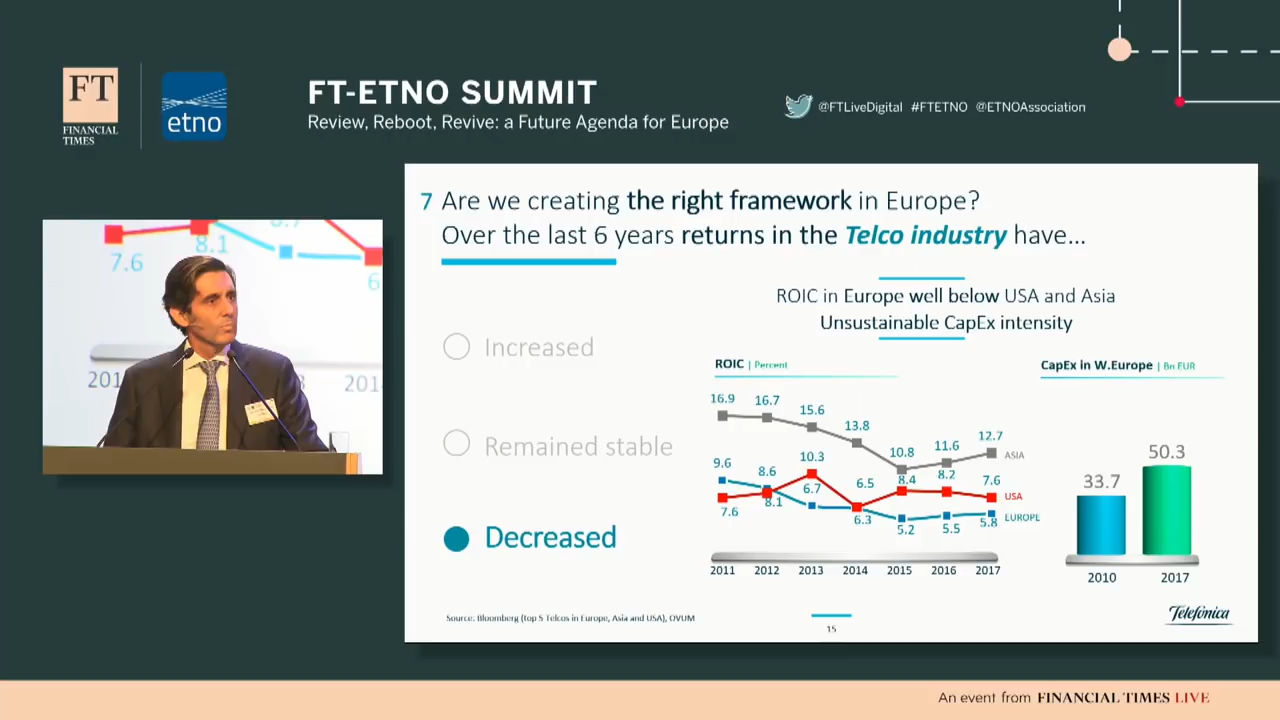 FT
FINANCIAL
TIMES
etno
FT-ETNO SUMMIT
Review, Reboot, Revive: a Future Agenda for Europe
@FTLiveDigital #FTETNO @ETNOAssociation
7.6
8.1
201
201
7 Are we creating the right framework in Europe?
Over the last 6 years returns in the Telco industry have...
Increased
Remained stable
Decreased
ROIC in Europe well below USA and Asia
Unsustainable CapEx intensity
ROIC | Percent
16.9 16.7 15.6 13.8 10.8 11.6 12.7
ASIA
9.6 8.6 10.3 6.5 8.4 8.2 7.6
USA
7.6 8.1 6.7 6.3 5.2 5.5 5.8
EUROPE
2011 2012 2013 2014 2015 2016 2017
CapEx in W.Europe | Bn EUR
33.7 50.3
2010 2017
Source: Bloomberg (top 5 Telcos in Europe, Asia and USA), OVUM
15
Telefónica
An event from FINANCIAL TIMES LIVE